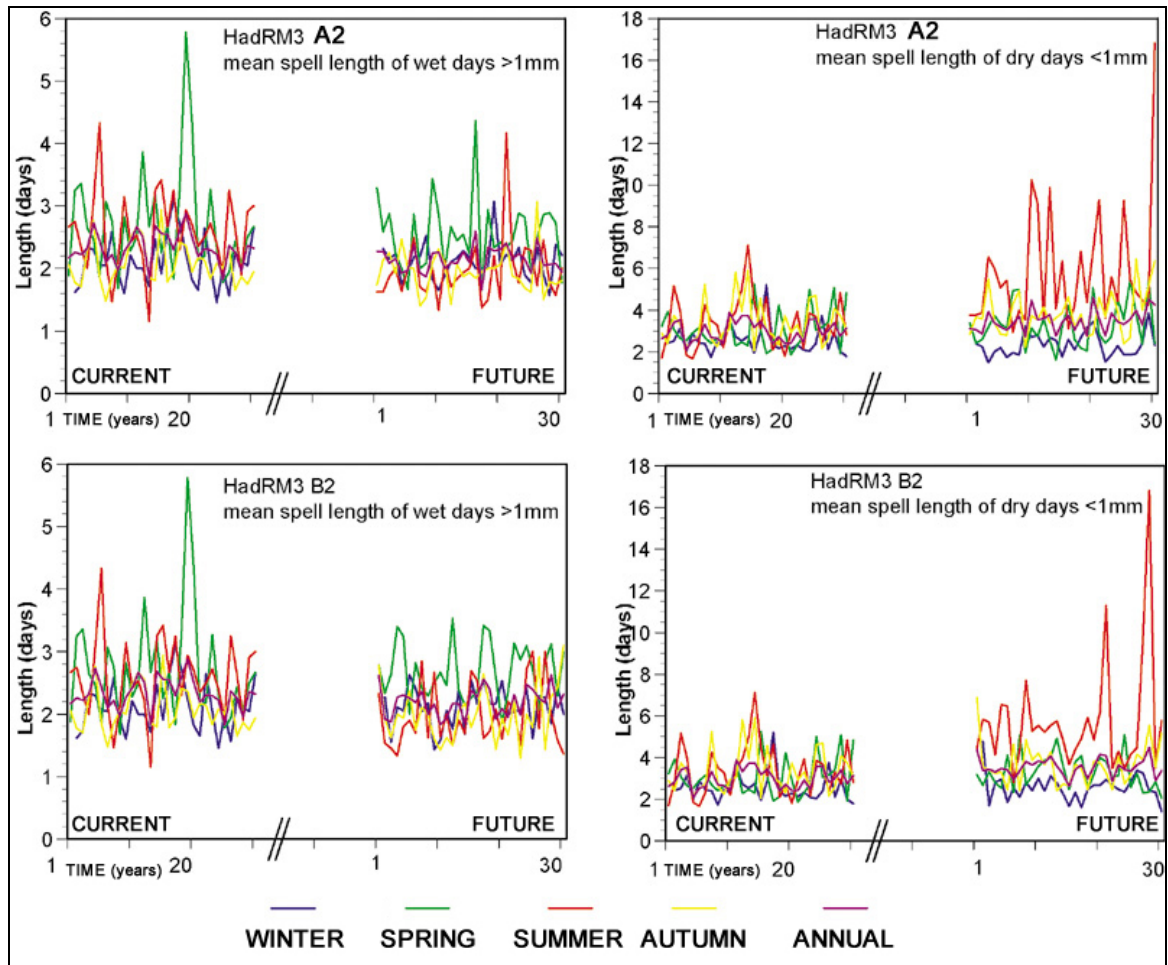 HadRM3 A2
mean spell length of wet days >1mm
Length (days)
6
5
4
3
2
1
0
CURRENT
FUTURE
1 TIME (years) 20
1
30
HadRM3 A2
mean spell length of dry days <1mm
Length (days)
18
16
14
12
10
8
6
4
2
0
CURRENT
FUTURE
1 TIME (years) 20
1
30
HadRM3 B2
mean spell length of wet days >1mm
Length (days)
6
5
4
3
2
1
0
CURRENT
FUTURE
1 TIME (years) 20
1
30
HadRM3 B2
mean spell length of dry days <1mm
Length (days)
18
16
14
12
10
8
6
4
2
0
CURRENT
FUTURE
1 TIME (years) 20
1
30
WINTER SPRING SUMMER AUTUMN ANNUAL